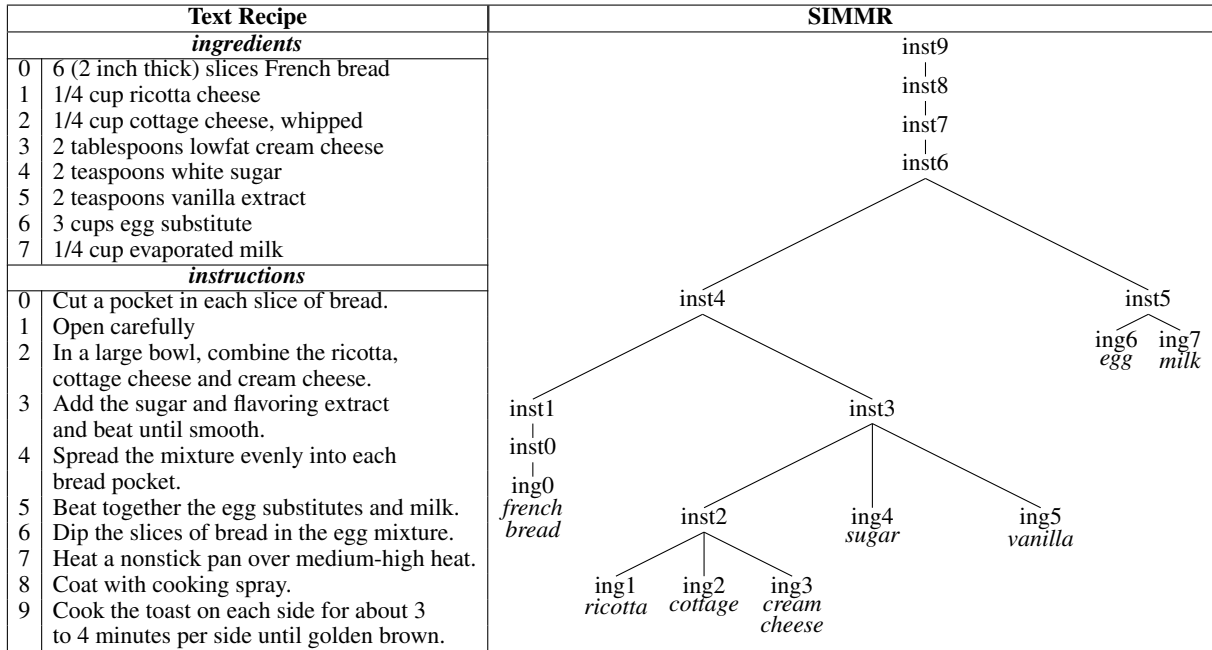 Text Recipe
ingredients
0 6 (2 inch thick) slices French bread
1 1/4 cup ricotta cheese
2 1/4 cup cottage cheese, whipped
3 2 tablespoons lowfat cream cheese
4 2 teaspoons white sugar
5 2 teaspoons vanilla extract
6 3 cups egg substitute
7 1/4 cup evaporated milk
instructions
0 Cut a pocket in each slice of bread.
1 Open carefully
2 In a large bowl, combine the ricotta,
cottage cheese and cream cheese.
3 Add the sugar and flavoring extract
and beat until smooth.
4 Spread the mixture evenly into each
bread pocket.
5 Beat together the egg substitutes and milk.
6 Dip the slices of bread in the egg mixture.
7 Heat a nonstick pan over medium-high heat.
8 Coat with cooking spray.
9 Cook the toast on each side for about 3
to 4 minutes per side until golden brown.
SIMMR
inst9
inst8
inst7
inst6
inst4 inst5
ing6 ing7
egg milk
inst1 inst3
inst0
ing0
french
bread
inst2 ing4 ing5
sugar vanilla
ing1 ing2 ing3
ricotta cottage cream
cheese